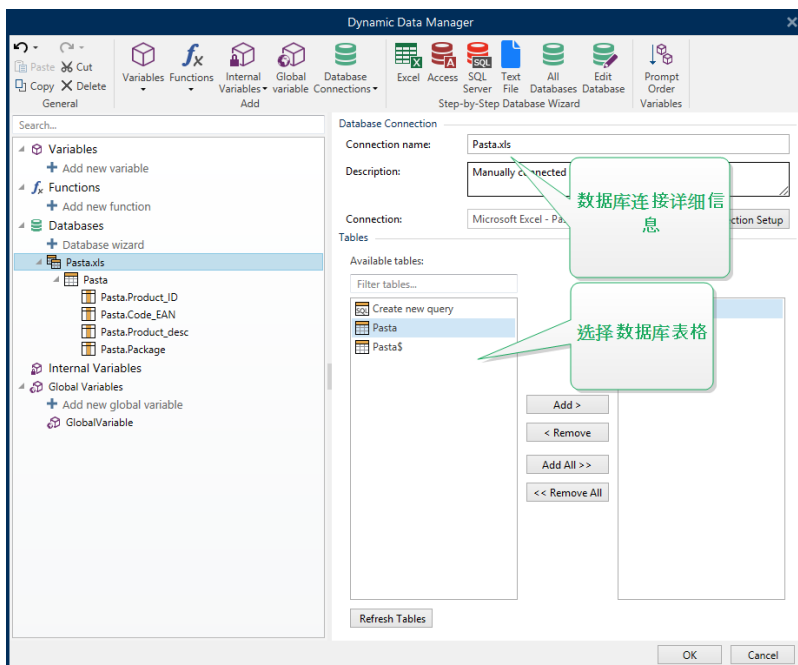 Dynamic Data Manager
Paste Cut
Copy Delete
General
Variables Functions Internal Variables Global variable Database Connections
Add
Excel Access SQL Server Text File All Databases Edit Database
Step-by-Step Database Wizard
Prompt Order
Variables
Search...
Variables
Add new variable
Functions
Add new function
Databases
Database wizard
Pasta.xls
Pasta
Pasta.Product_ID
Pasta.Code_EAN
Pasta.Product_desc
Pasta.Package
Internal Variables
Global Variables
Add new global variable
GlobalVariable
Database Connection
Connection name: Pasta.xls
Description: Manually connected
Connection: Microsoft Excel - Pa
ction Setup
数据库连接详细信
息
Tables
Available tables:
Filter tables...
SQL Create new query
Pasta
Pasta$
选择数据库表格
Add >
< Remove
Add All >>
<< Remove All
Refresh Tables
OK Cancel